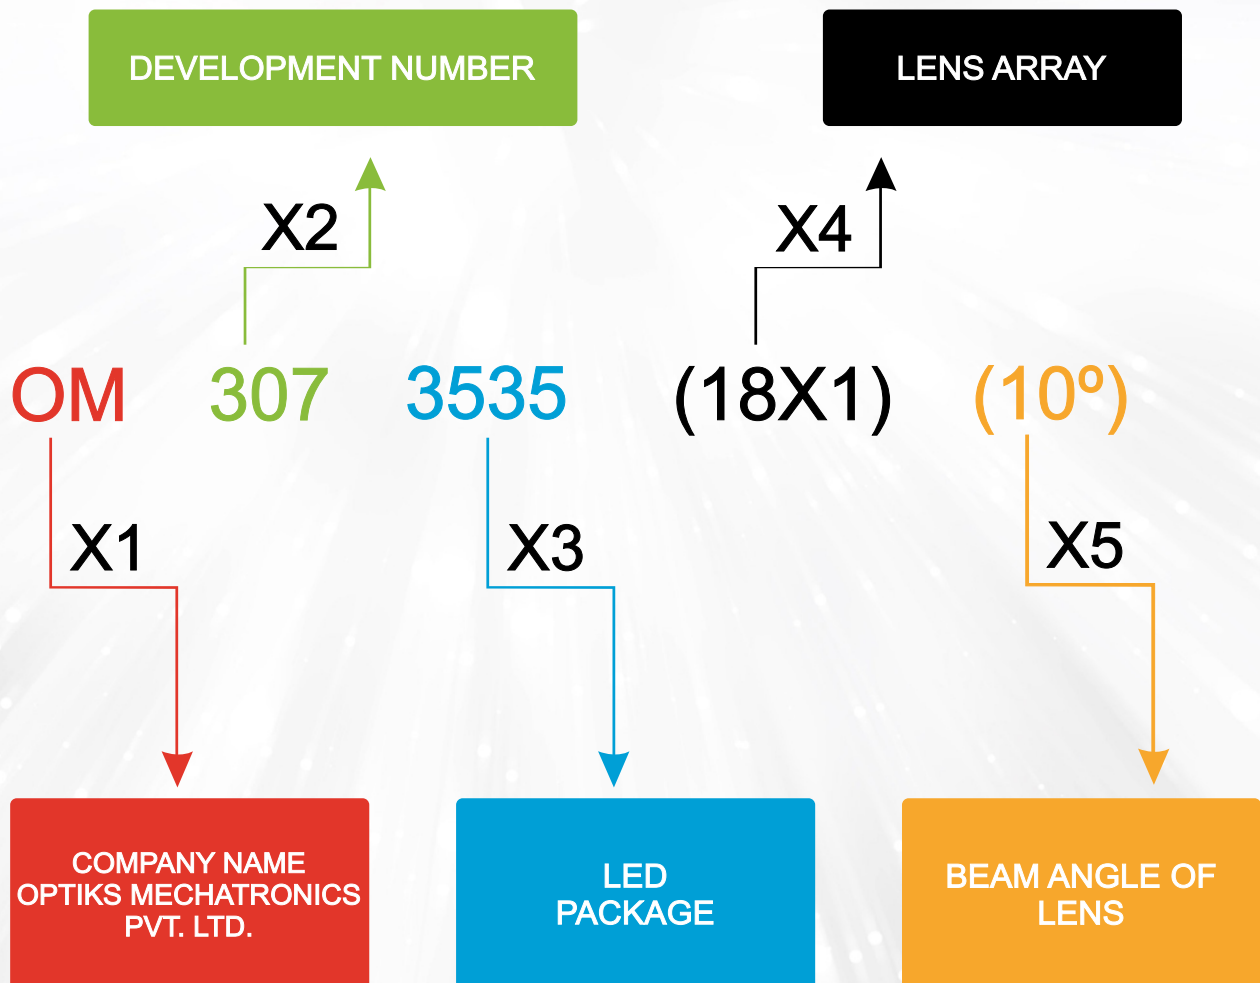 DEVELOPMENT NUMBER
LENS ARRAY
X2
X4
OM 307 3535 (18X1) (10º)
X1
X3
X5
COMPANY NAME
OPTIKS MECHATRONICS
PVT. LTD.
LED
PACKAGE
BEAM ANGLE OF
LENS